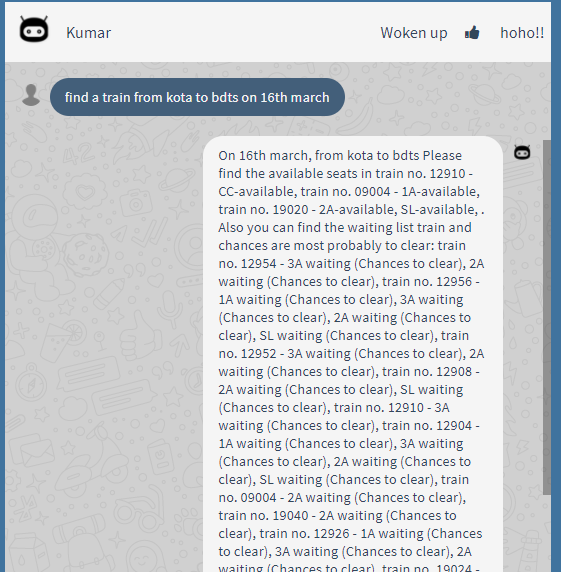 Kumar
Woken up
hoho!!
find a train from kota to bdts on 16th march
On 16th march, from kota to bdts Please
find the available seats in train no. 12910 -
CC-available, train no. 09004 - 1A-available,
train no. 19020 - 2A-available, SL-available, .
Also you can find the waiting list train and
chances are most probably to clear: train
no. 12954 - 3A waiting (Chances to clear), 2A
waiting (Chances to clear), train no. 12956 -
1A waiting (Chances to clear), 3A waiting
(Chances to clear), 2A waiting (Chances to
clear), SL waiting (Chances to clear), train
no. 12952 - 3A waiting (Chances to clear), 2A
waiting (Chances to clear), train no. 12908 -
2A waiting (Chances to clear), SL waiting
(Chances to clear), train no. 12910 - 3A
waiting (Chances to clear), train no. 12904 -
1A waiting (Chances to clear), 3A waiting
(Chances to clear), 2A waiting (Chances to
clear), SL waiting (Chances to clear), train
no. 09004 - 2A waiting (Chances to clear),
train no. 19040 - 2A waiting (Chances to
clear), train no. 12926 - 1A waiting (Chances
to clear), 3A waiting (Chances to clear), 2A
waiting (Chances to clear), train no. 19024 -